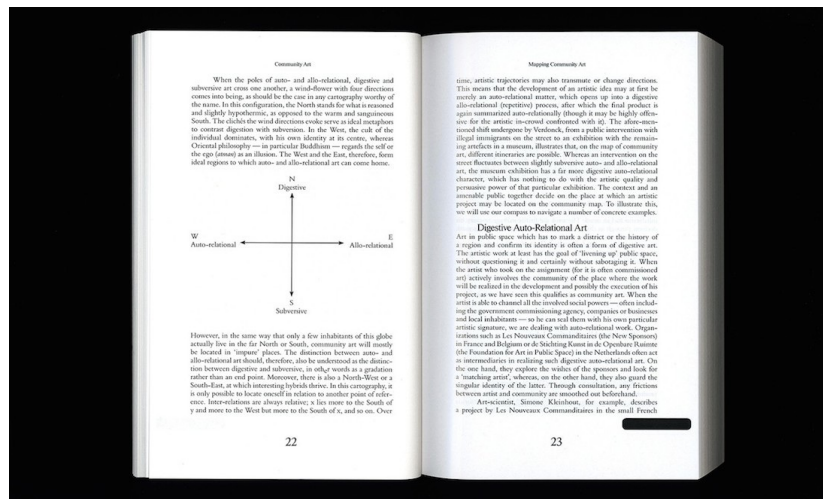 Community Art
When the poles of auto- and allo-relational, digestive and
subversive art cross one another, a wind-flower with four directions
comes into being, as should be the case in any cartography worthy of
the name. In this configuration, the North stands for what is reasoned
and slightly hypothermic, as opposed to the warm and sanguineous
South. The clichés the wind directions evoke serve as ideal metaphors
to contrast digestion with subversion. In the West, the cult of the
individual dominates, with his own identity at its centre, whereas
Oriental philosophy — in particular Buddhism — regards the self or
the ego (atman) as an illusion. The West and the East, therefore, form
ideal regions to which auto- and allo-relational art can come home.
N
Digestive
W
Auto-relational
E
Allo-relational
S
Subversive
However, in the same way that only a few inhabitants of this globe
actually live in the far North or South, community art will mostly
be located in 'impure' places. The distinction between auto- and
allo-relational art should, therefore, also be understood as the distinc-
tion between digestive and subversive, in other words as a gradation
rather than an end point. Moreover, there is also a North-West or a
South-East, at which interesting hybrids thrive. In this cartography, it
is only possible to locate oneself in relation to another point of refer-
ence. Inter-relations are always relative; x lies more to the South of
y and more to the West but more to the South of x, and so on. Over
22
Mapping Community Art
time, artistic trajectories may also transmute or change directions.
This means that the development of an artistic idea may at first be
merely an auto-relational matter, which opens up into a digestive
allo-relational (repetitive) process, after which the final product is
again summarized auto-relationally (though it may be highly offen-
sive for the artistic in-crowd confronted with it). The afore-men-
tioned shift undergone by Verdonck, from a public intervention with
illegal immigrants on the street to an exhibition with the remain-
ing artefacts in a museum, illustrates that, on the map of community
art, different itineraries are possible. Whereas an intervention on the
street fluctuates between slightly subversive auto- and allo-relational
art, the museum exhibition has a far more digestive auto-relational
character, which has nothing to do with the artistic quality and
persuasive power of that particular exhibition. The context and an
amenable public together decide on the place at which an artistic
project may be located on the community map. To illustrate this,
we will use our compass to navigate a number of concrete examples.
Digestive Auto-Relational Art
Art in public space which has to mark a district or the history of
a region and confirm its identity is often a form of digestive art.
The artistic work at least has the goal of 'livening up' public space,
without questioning it and certainly without sabotaging it. When
the artist who took on the assignment (for it is often commissioned
art) actively involves the community of the place where the work
will be realized in the development and possibly the execution of his
project, as we have seen this qualifies as community art. When the
artist is able to channel all the involved social powers — often includ-
ing the government commissioning agency, companies or businesses
and local inhabitants — so he can seal them with his own particular
artistic signature, we are dealing with auto-relational work. Organ-
izations such as Les Nouveaux Commanditaires (the New Sponsors)
in France and Belgium or de Stichting Kunst in de Openbare Ruimte
(the Foundation for Art in Public Space) in the Netherlands often act
as intermediaries in realizing such digestive auto-relational art. On
the one hand, they explore the wishes of the sponsors and look for
a 'matching artist', whereas, on the other hand, they also guard the
singular identity of the latter. Through consultation, any frictions
between artist and community are smoothed out beforehand.
Art-scientist, Simone Kleinhout, for example, describes
a project by Les Nouveaux Commanditaires in the small French
23